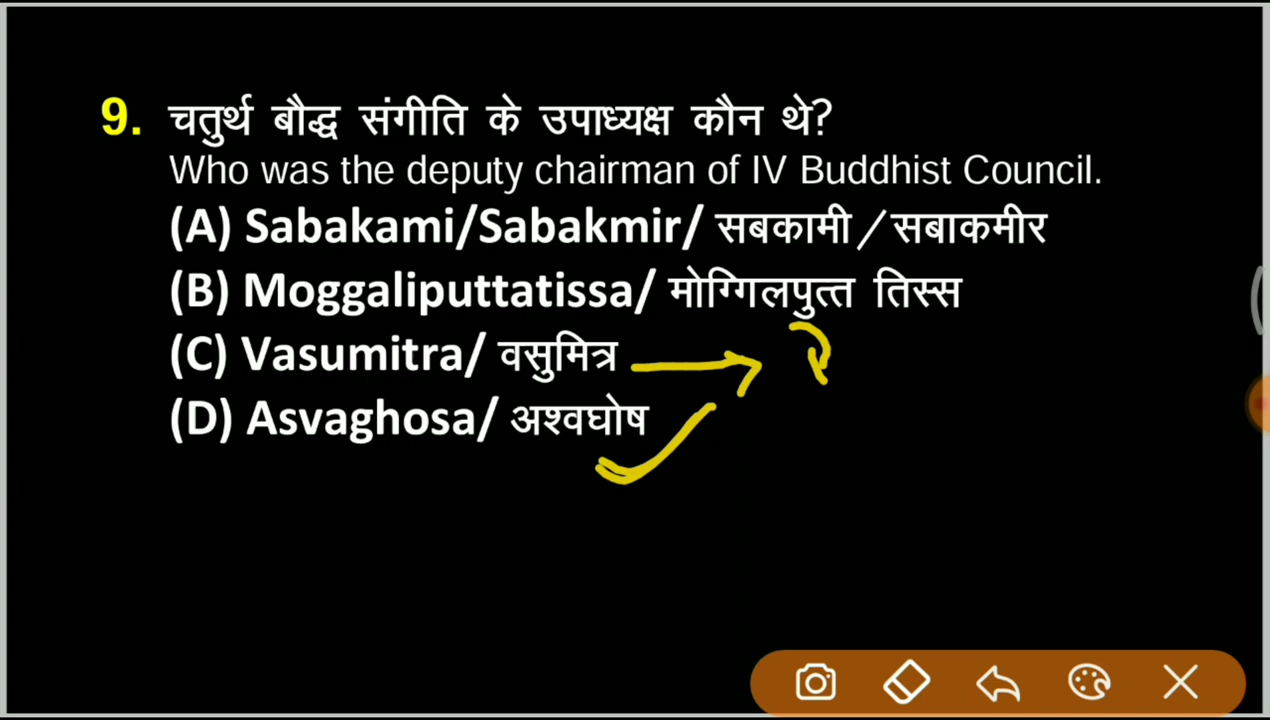 9. चतुर्थ बौद्ध संगीति के उपाध्यक्ष कौन थे?
Who was the deputy chairman of IV Buddhist Council.
(A) Sabakami/Sabakmir/ सबकामी/सबाकमीर
(B) Moggaliputtatissa/ मोग्गिलपुत्त तिस्स
(C) Vasumitra/ वसुमित्र
(D) Asvaghosa/ अश्वघोष